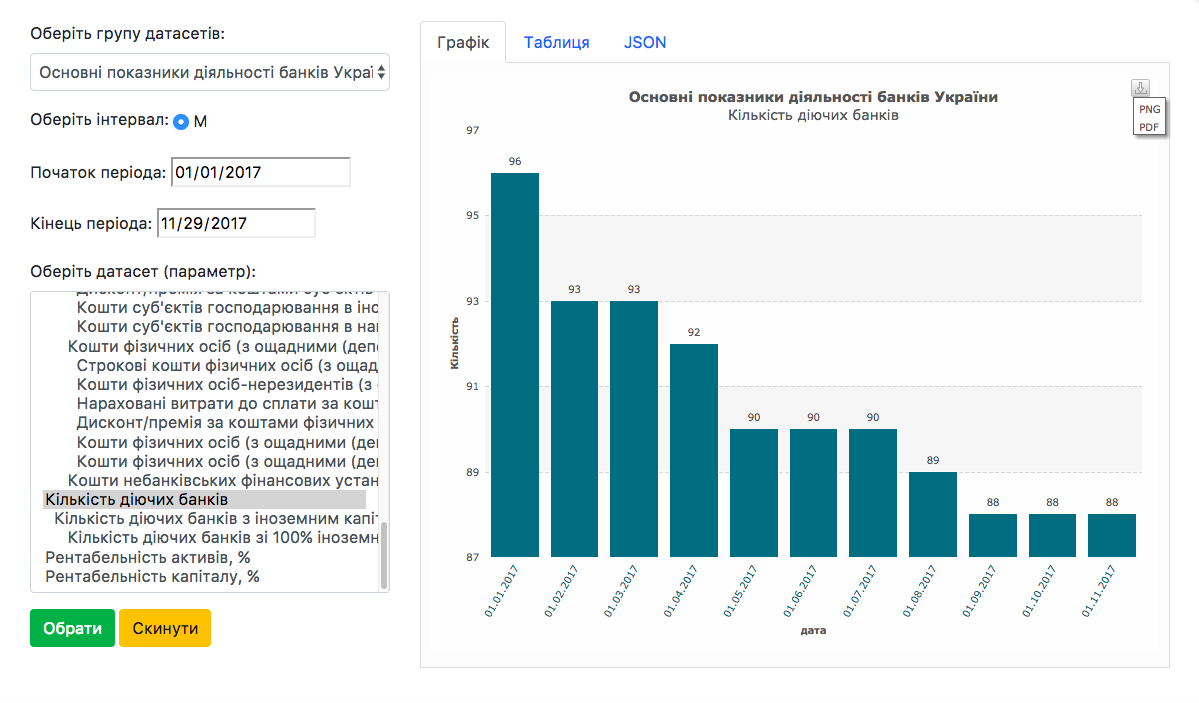 Оберіть групу датасетів:
Основні показники діяльності банків Украї
Оберіть інтервал: М
Початок періода: 01/01/2017
Кінець періода: 11/29/2017
Оберіть датасет (параметр):
Кошти суб'єктів господарювання в іно
Кошти суб'єктів господарювання в на
Кошти фізичних осіб (з ощадними (депо
Строкові кошти фізичних осіб (з ощад
Кошти фізичних осіб-нерезидентів (з
Нараховані витрати до сплати за кошт
Дисконт/премія за коштами фізичних
Кошти фізичних осіб (з ощадними (де
Кошти фізичних осіб (з ощадними (де
Кошти небанківських фінансових устан
Кількість діючих банків
Кількість діючих банків з іноземним капі
Кількість діючих банків зі 100% іноземн
Рентабельність активів, %
Рентабельність капіталу, %
Обрати Скинути
Графік Таблиця JSON
Основні показники діяльності банків України
Кількість діючих банків
PNG
PDF
Кількість
97
95
93
91
89
87
96 93 93 92 90 90 90 89 88 88 88
01.01.2017 01.02.2017 01.03.2017 01.04.2017 01.05.2017 01.06.2017 01.07.2017 01.08.2017 01.09.2017 01.10.2017 01.11.2017
дата